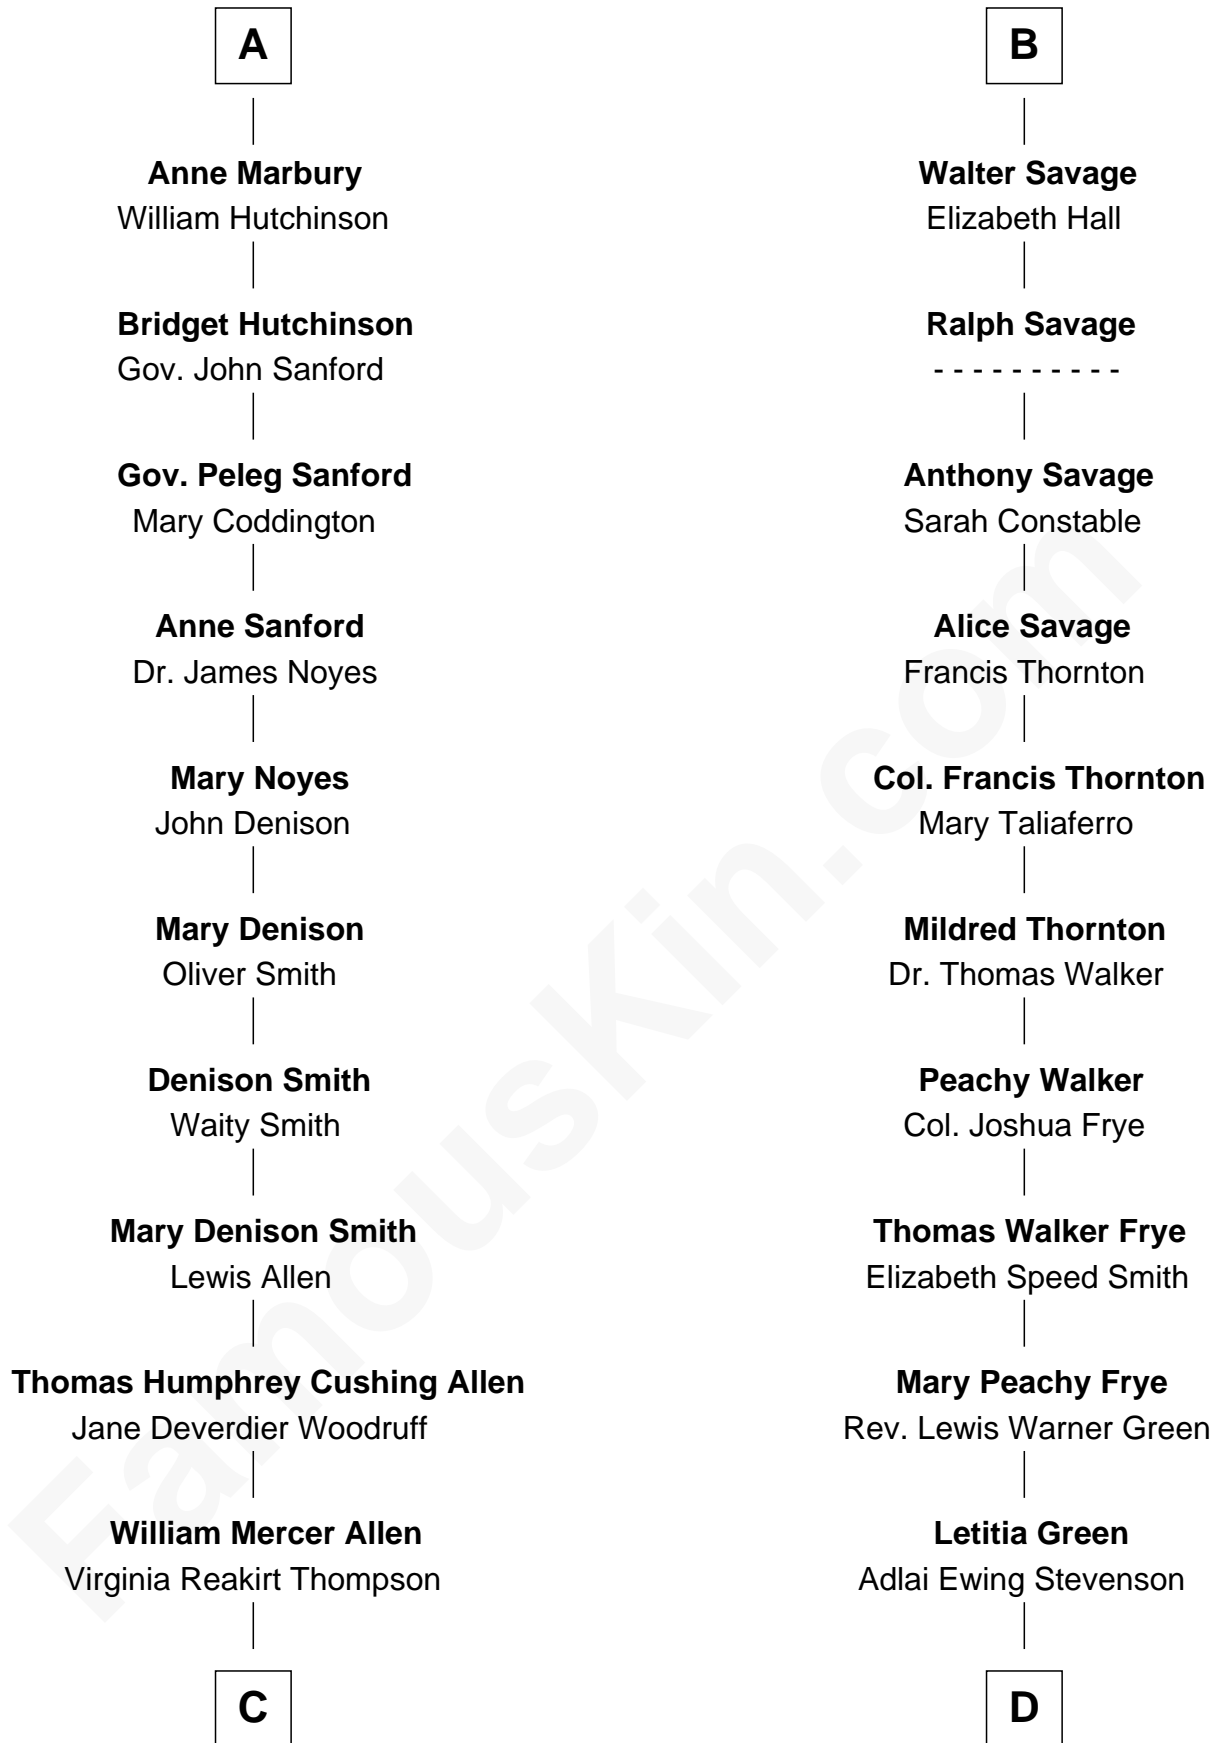 A
Anne Marbury
William Hutchinson
Bridget Hutchinson
Gov. John Sanford
Gov. Peleg Sanford
Mary Coddington
Anne Sanford
Dr. James Noyes
Mary Noyes
John Denison
Mary Denison
Oliver Smith
Denison Smith
Waity Smith
Mary Denison Smith
Lewis Allen
Thomas Humphrey Cushing Allen
Jane Deverdier Woodruff
William Mercer Allen
Virginia Reakirt Thompson
C
B
Walter Savage
Elizabeth Hall
Ralph Savage
- - - - - - - - - -
Anthony Savage
Sarah Constable
Alice Savage
Francis Thornton
Col. Francis Thornton
Mary Taliaferro
Mildred Thornton
Dr. Thomas Walker
Peachy Walker
Col. Joshua Frye
Thomas Walker Frye
Elizabeth Speed Smith
Mary Peachy Frye
Rev. Lewis Warner Green
Letitia Green
Adlai Ewing Stevenson
D
FamousKin.com